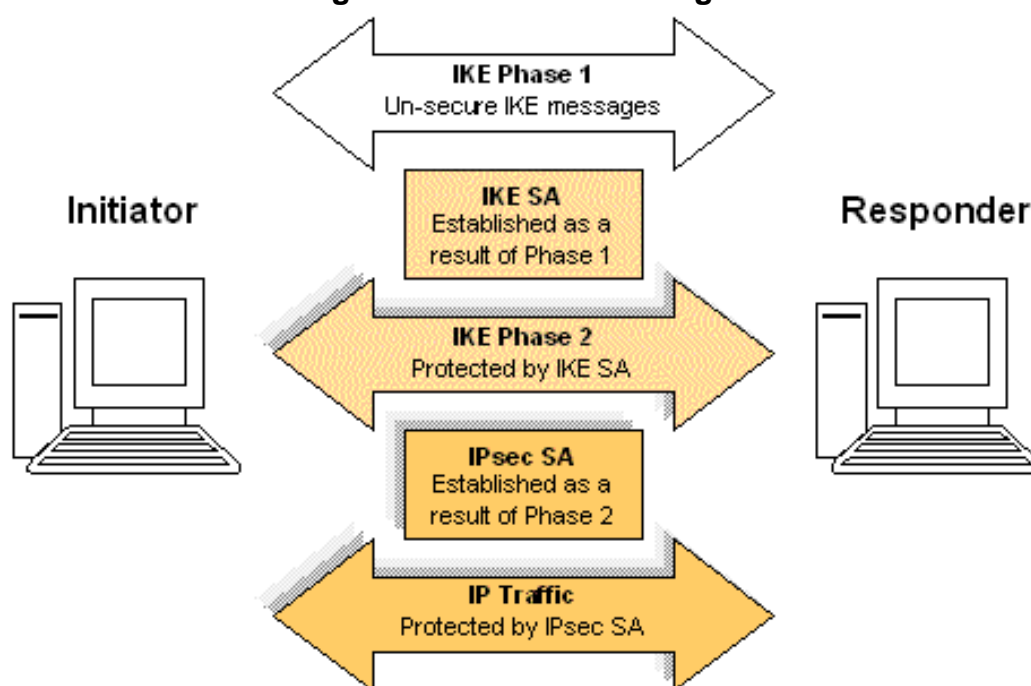 IKE Phase 1
Un-secure IKE messages
IKE SA
Established as a
result of Phase 1
Initiator
Responder
IKE Phase 2
Protected by IKE SA
IPsec SA
Established as a
result of Phase 2
IP Traffic
Protected by IPsec SA